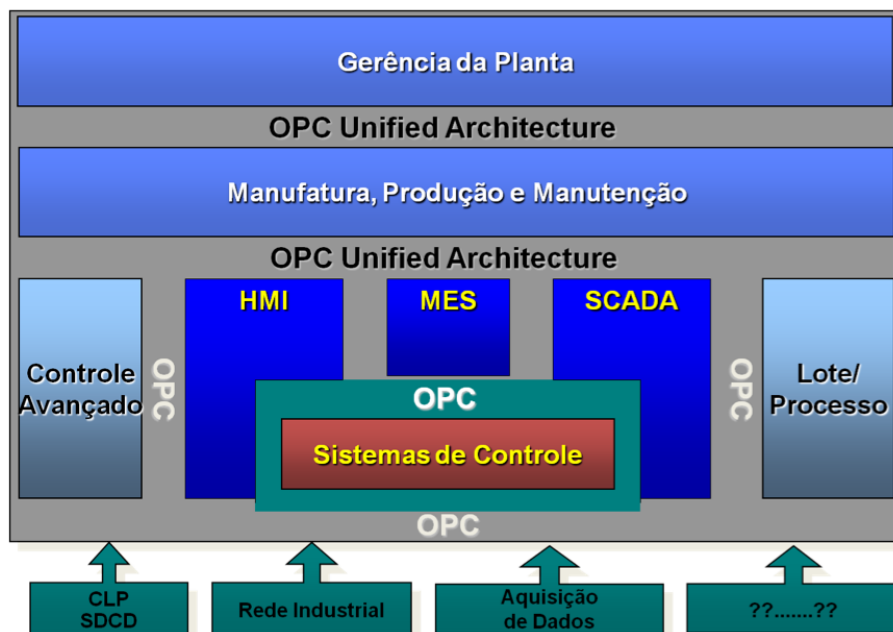 Gerência da Planta
OPC Unified Architecture
Manufatura, Produção e Manutenção
OPC Unified Architecture
HMI
MES
SCADA
Controle
Avançado
OPC
OPC
Sistemas de Controle
OPC
Lote/
Processo
OPC
CLP
SDCD
Rede Industrial
Aquisição
de Dados
??.......??